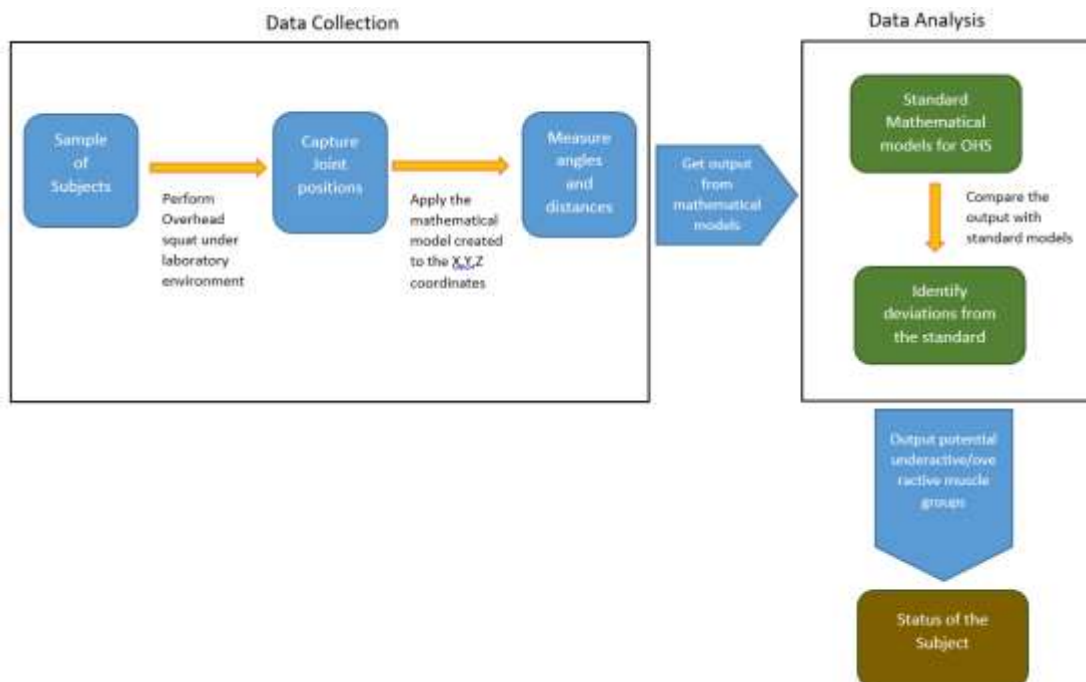 Data Collection
Sample
of
Subjects
Perform
Overhead
squat under
laboratory
environment
Capture
Joint
positions
Apply the
mathematical
model created
to the X,Y,Z
coordinates
Measure
angles
and
distances
Get output
from
mathematical
models
Data Analysis
Standard
Mathematical
models for OHS
Compare the
output with
standard models
Identify
deviations from
the standard
Output potential
underactive/ove
ractive muscle
groups
Status of the
Subject